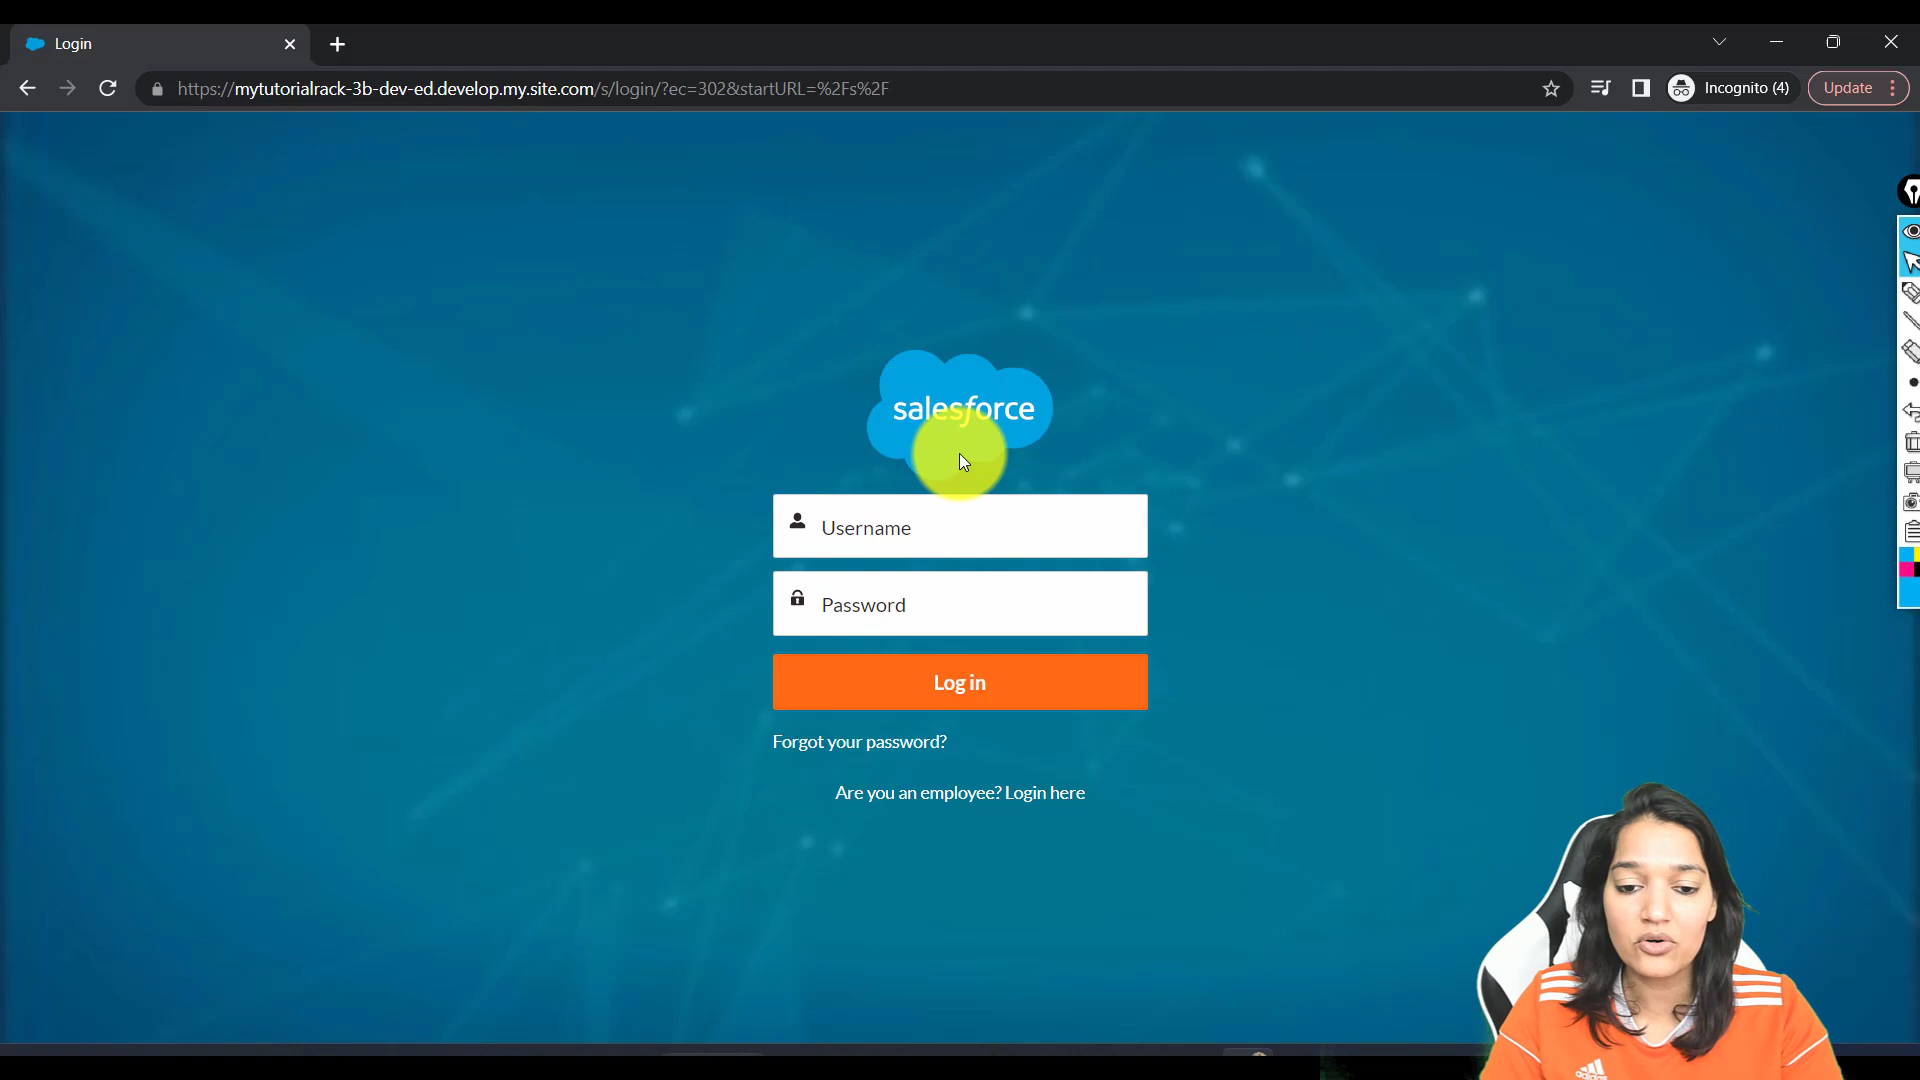 Login
https://mytutorialrack-3b-dev-ed.develop.my.site.com/s/login/?ec=302&startURL=%2Fs%2F
Incognito (4)
Update
salesforce
Username
Password
Log in
Forgot your password?
Are you an employee? Login here
adidas